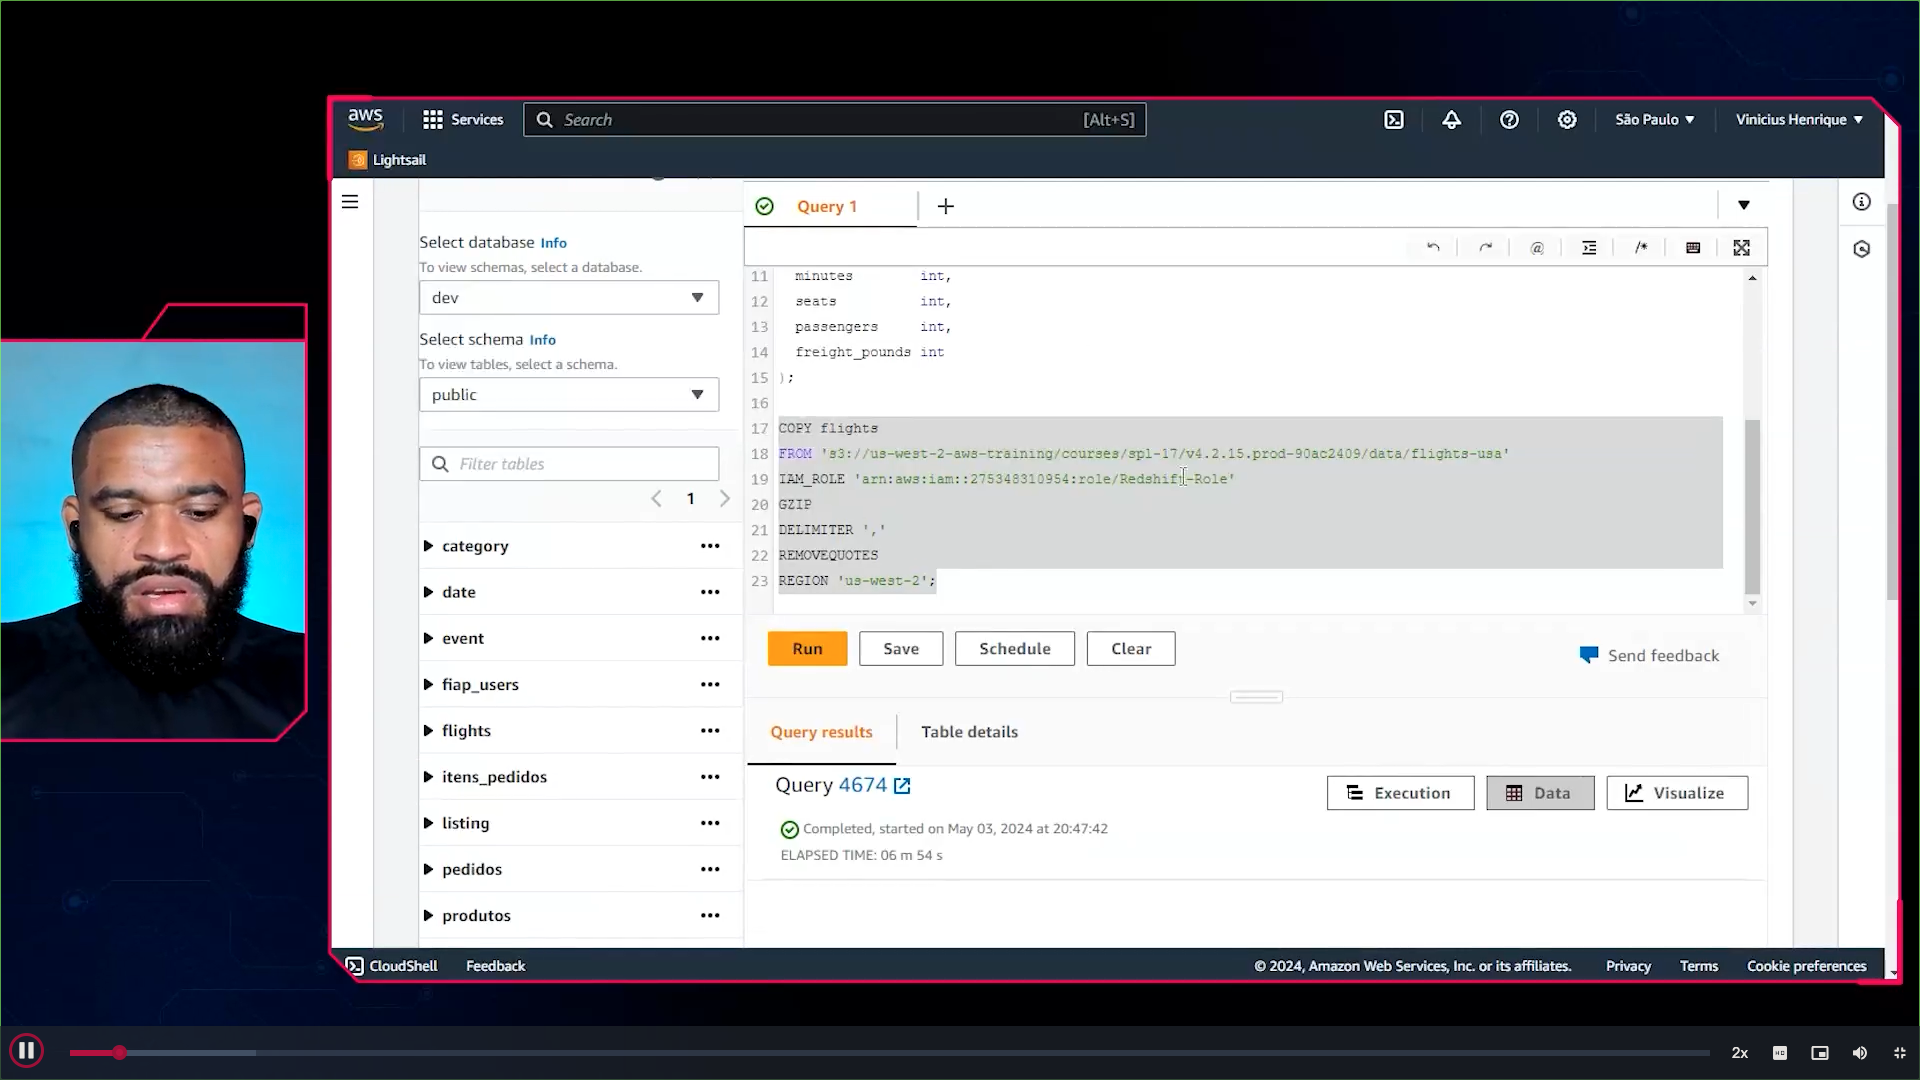 aws
Services
Search
[Alt+S]
São Paulo
Vinicius Henrique
Lightsail
Select database Info
To view schemas, select a database.
dev
Select schema Info
To view tables, select a schema.
public
Filter tables
1
category
date
event
fiap_users
flights
itens_pedidos
listing
pedidos
produtos
Query 1
@
/*
11 minutes int,
12 seats int,
13 passengers int,
14 freight_pounds int
15 );
16
17 COPY flights
18 FROM 's3://us-west-2-aws-training/courses/spl-17/v4.2.15.prod-90ac2409/data/flights-usa'
19 IAM_ROLE 'arn:aws:iam::275348310954:role/Redshift-Role'
20 GZIP
21 DELIMITER ','
22 REMOVEQUOTES
23 REGION 'us-west-2';
Run
Save
Schedule
Clear
Send feedback
Query results
Table details
Query 4674
Execution
Data
Visualize
Completed, started on May 03, 2024 at 20:47:42
ELAPSED TIME: 06 m 54 s
CloudShell
Feedback
© 2024, Amazon Web Services, Inc. or its affiliates.
Privacy
Terms
Cookie preferences
2x
HD